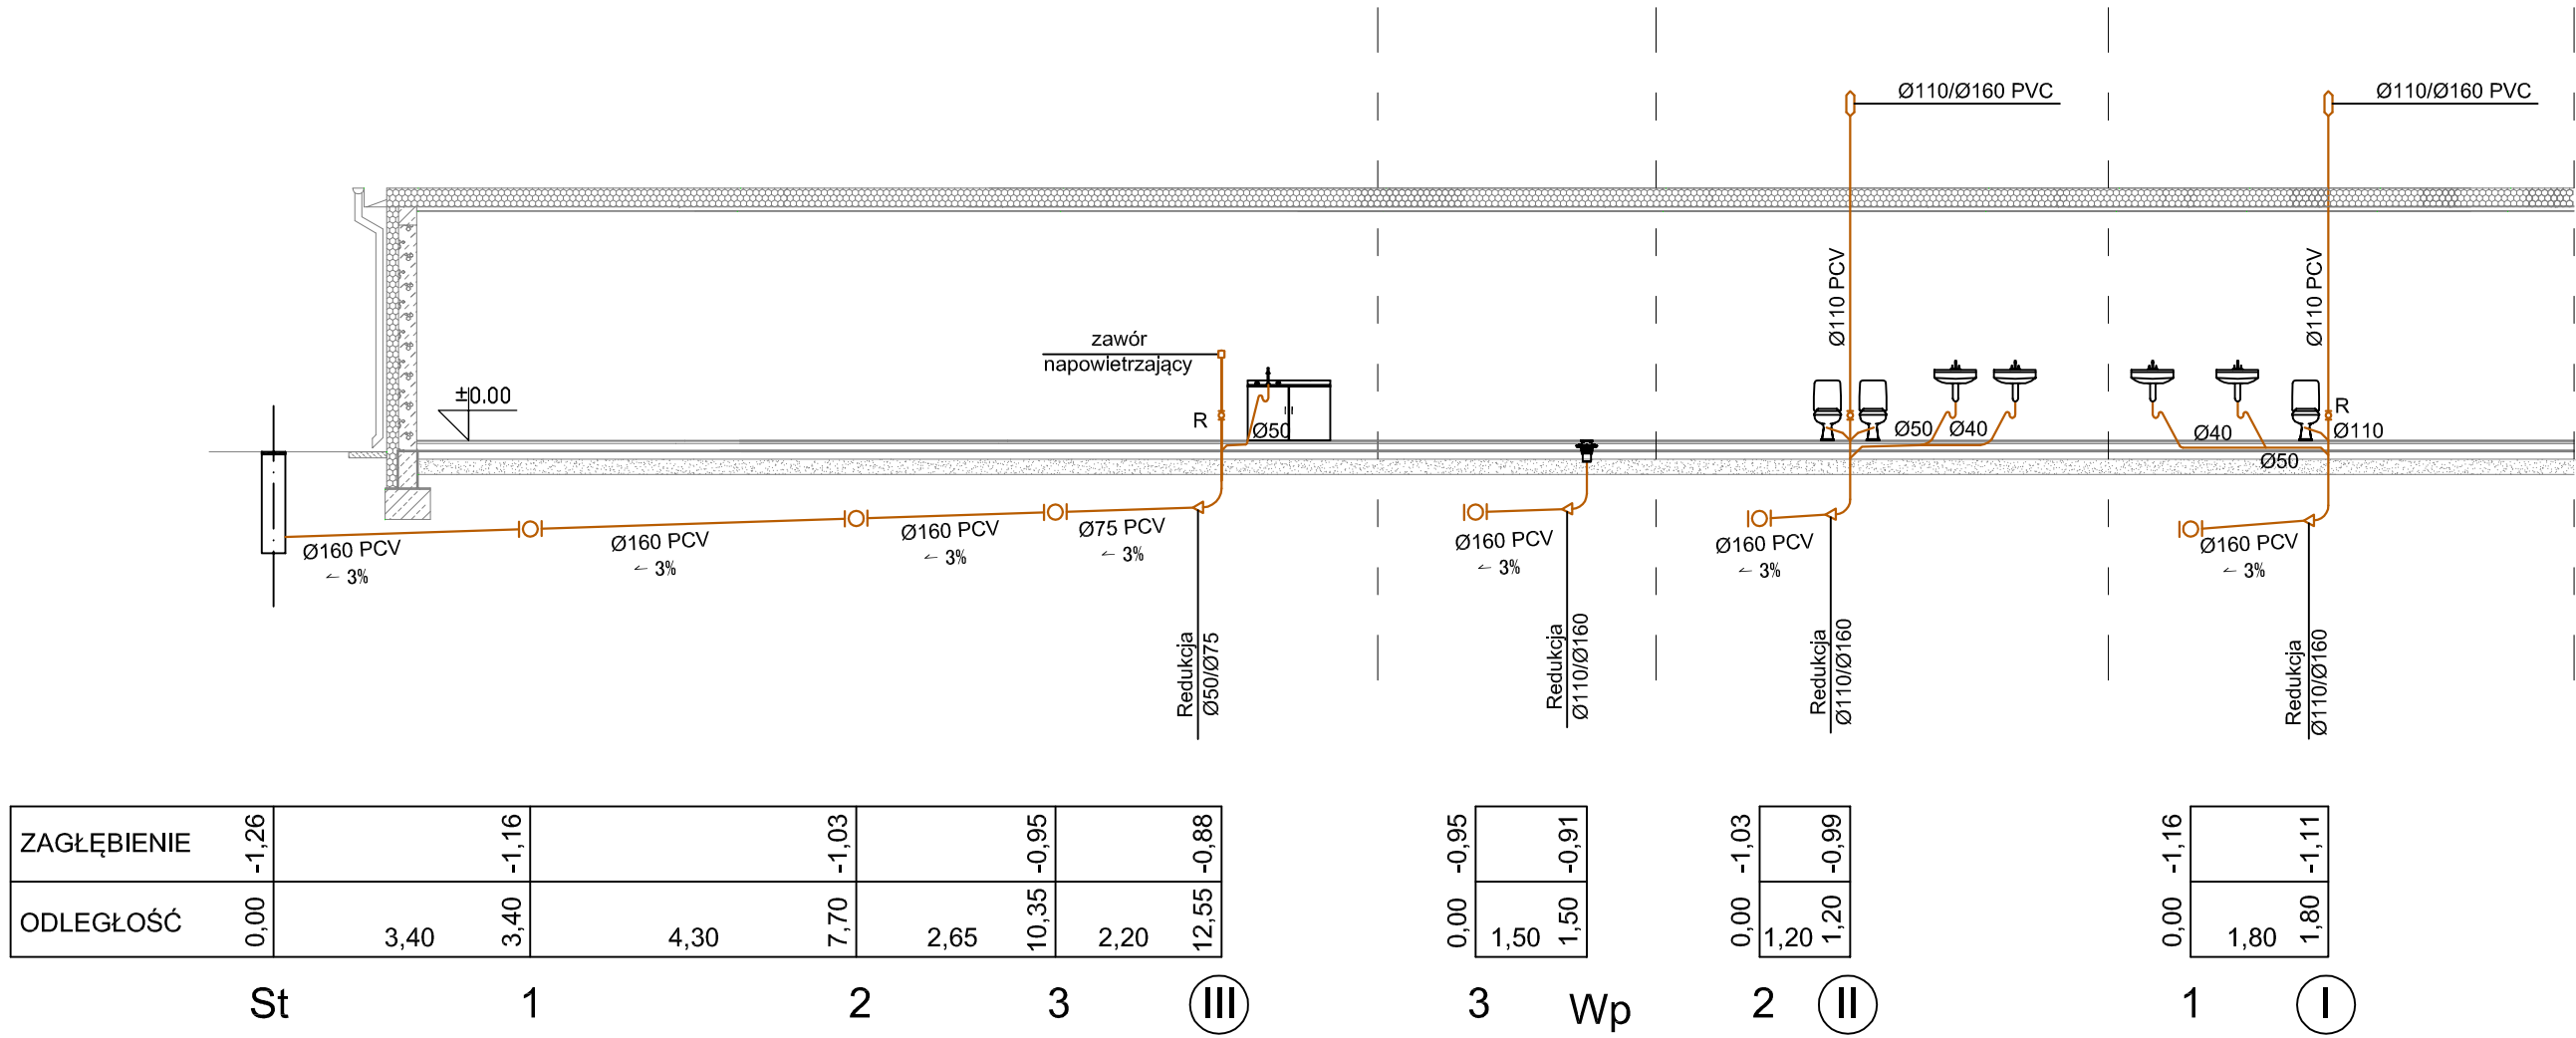 Ø110/Ø160 PVC
Ø110/Ø160 PVC
Ø110 PCV
Ø110 PCV
zawór
napowietrzający
±0.00
R
Ø50
Ø50
Ø40
Ø40
Ø50
R
Ø110
Ø160 PCV
← 3%
Ø160 PCV
← 3%
Ø160 PCV
← 3%
Ø75 PCV
← 3%
Ø160 PCV
← 3%
Ø160 PCV
← 3%
Ø160 PCV
← 3%
Redukcja
Ø50/Ø75
Redukcja
Ø110/Ø160
Redukcja
Ø110/Ø160
Redukcja
Ø110/Ø160
ZAGŁĘBIENIE -1,26 -1,16 -1,03 -0,95 -0,88
ODLEGŁOŚĆ 0,00 3,40 3,40 4,30 7,70 2,65 10,35 2,20 12,55
-0,95 -0,91
0,00 1,50 1,50
-1,03 -0,99
0,00 1,20 1,20
-1,16 -1,11
0,00 1,80 1,80
St 1 2 3 III 3 Wp 2 II 1 I